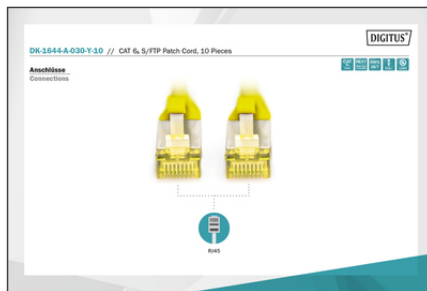 DIGITUS
DK-1644-A-030-Y-10 // CAT 6A S/FTP Patch Cord, 10 Pieces
Anschlüsse
Connections
RJ45